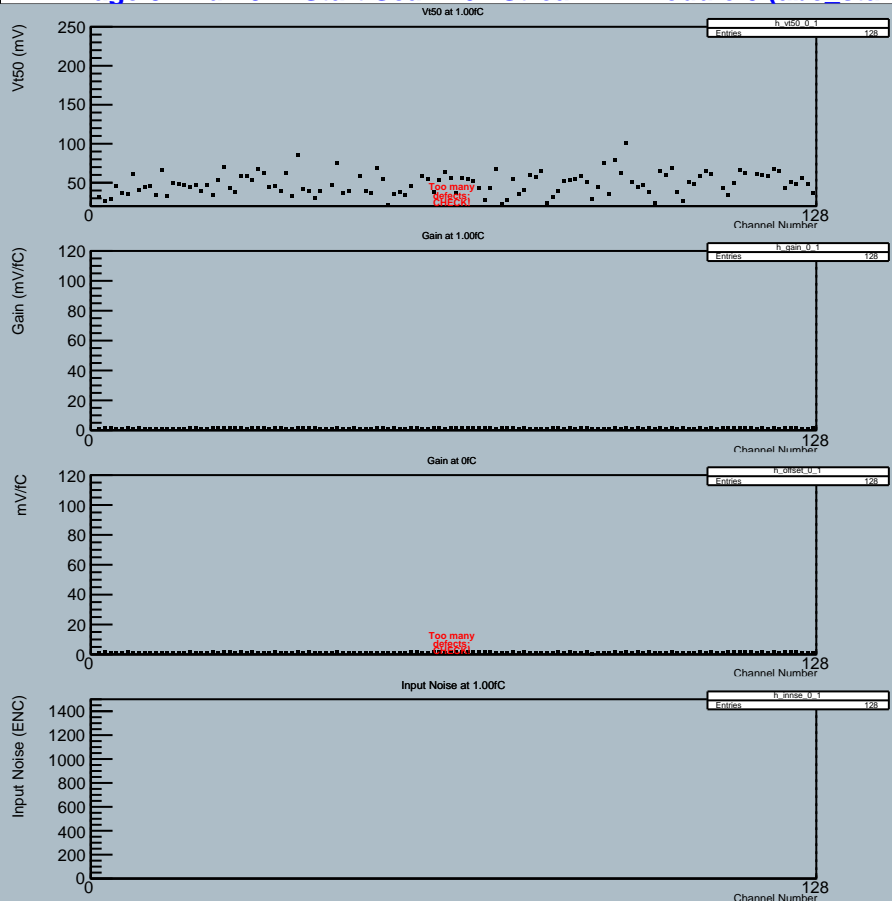 Vt50 at 1.00fC
h_vt50_0_1
Entries 128
Vt50 (mV)
250
200
150
100
50
Too many
defects:
CHECK!
0
128
Channel Number
Gain at 1.00fC
h_gain_0_1
Entries 128
Gain (mV/fC)
120
100
80
60
40
20
0
0
128
Channel Number
Gain at 0fC
h_offset_0_1
Entries 128
mV/fC
120
100
80
60
40
20
0
Too many
defects:
0
128
Channel Number
Input Noise at 1.00fC
h_innse_0_1
Entries 128
Input Noise (ENC)
1400
1200
1000
800
600
400
200
0
0
128
Channel Number